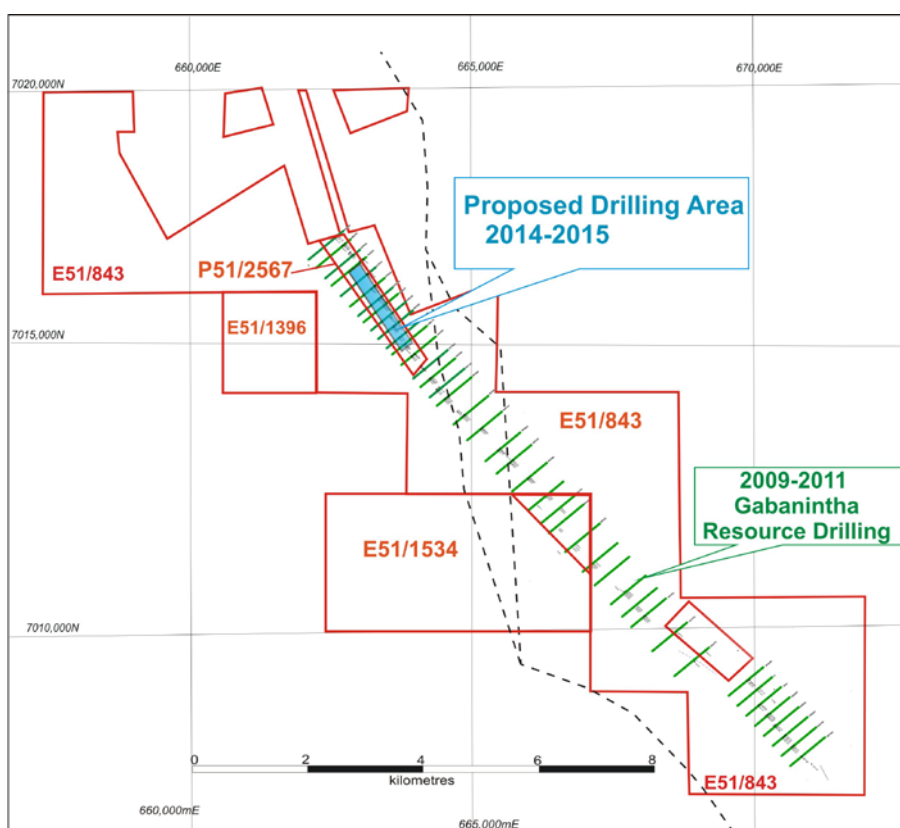 660,000E
665,000E
670,000E
7020,000N
Proposed Drilling Area
2014-2015
E51/843
P51/2567
E51/1396
7015,000N
E51/843
2009-2011
Gabanintha
Resource Drilling
E51/1534
7010,000N
0 2 4 6 8
kilometres
E51/843
660,000mE
665,000mE